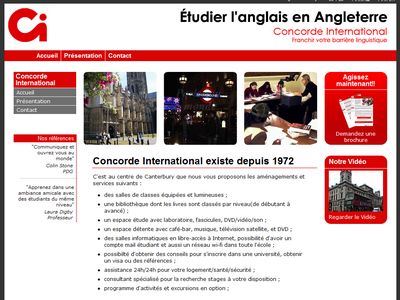 Étudier l'anglais en Angleterre
Concorde International
Franchir votre barrière linguistique
Accueil | Présentation | Contact
Concorde
International
Accueil
Présentation
Contact
Nos références
"Communiquez et
ouvrez vous au
monde"
Colin Stone
PDG
"Apprenez dans une
ambiance amicale avec
des étudiants du même
niveau"
Laura Digby
Professeur
UNDERGROUND
Concorde International existe depuis 1972
C'est au centre de Canterbury que nous vous proposons les aménagements et
services suivants :
des salles de classes équipées et lumineuses ;
une bibliothèque dont les livres sont classés par niveau(de débutant à
avancé) ;
un espace étude avec laboratoire, fascicules, DVD/vidéo/son ;
un espace détente avec café-bar, musique, télévision satellite, et DVD ;
des salles informatiques en libre-accès à Internet, possibilité d'avoir un
compte mail étudiant et aussi un réseau wi-fi dans toute l'école ;
possibilté d'obtenir des conseils pour s'inscrire dans une université, obtenir
un visa ou des références) ;
assistance 24h/24h pour votre logement/santé/sécurité ;
consultant spécialisé pour la recherche stages à votre disposition ;
programme d'activités et excursions en option ;
Agissez
maintenant!!
Demandez une
brochure
Notre Vidéo
Regarder le Vidéo